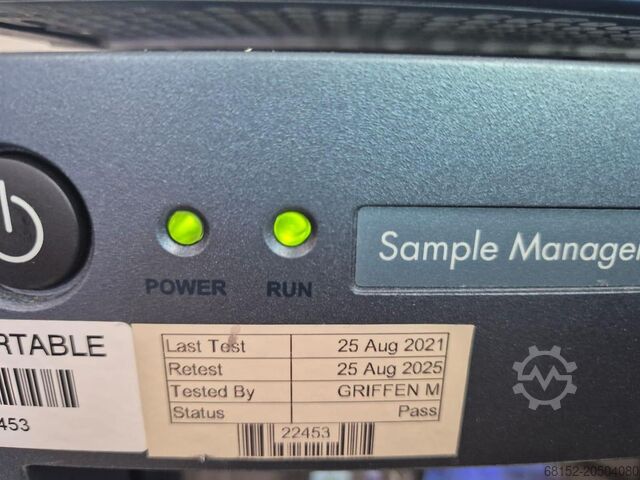 Sample Manager
POWER RUN
RTABLE
453
Last Test 25 Aug 2021
Retest 25 Aug 2025
Tested By GRIFFEN M
Status Pass
22453
68152-20504080